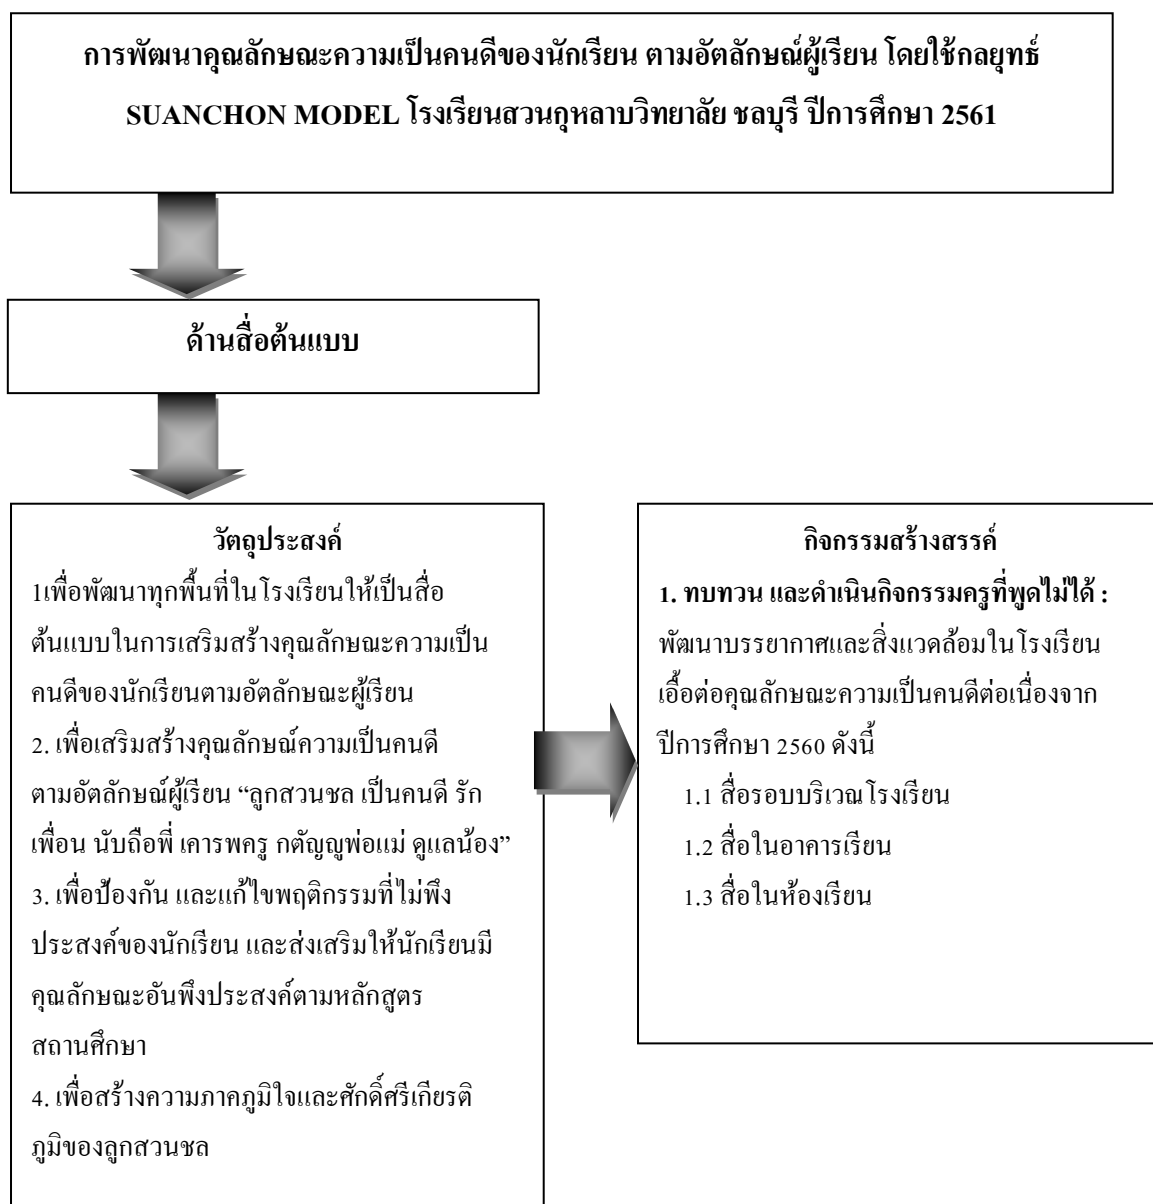 การพัฒนาคุณลักษณะความเป็นคนดีของนักเรียน ตามอัตลักษณ์ผู้เรียน โดยใช้กลยุทธ์
SUANCHON MODEL โรงเรียนสวนกุหลาบวิทยาลัย ชลบุรี ปีการศึกษา 2561
ด้านสื่อต้นแบบ
วัตถุประสงค์
1เพื่อพัฒนาทุกพื้นที่ในโรงเรียนให้เป็นสื่อ
ต้นแบบในการเสริมสร้างคุณลักษณะความเป็น
คนดีของนักเรียนตามอัตลักษณะผู้เรียน
2. เพื่อเสริมสร้างคุณลักษณ์ความเป็นคนดี
ตามอัตลักษณ์ผู้เรียน “ลูกสวนชล เป็นคนดี รัก
เพื่อน นับถือพี่ เคารพครู กตัญญูพ่อแม่ ดูแลน้อง”
3. เพื่อป้องกัน และแก้ไขพฤติกรรมที่ไม่พึง
ประสงค์ของนักเรียน และส่งเสริมให้นักเรียนมี
คุณลักษณะอันพึงประสงค์ตามหลักสูตร
สถานศึกษา
4. เพื่อสร้างความภาคภูมิใจและศักดิ์ศรีเกียรติ
ภูมิของลูกสวนชล
กิจกรรมสร้างสรรค์
1. ทบทวน และดำเนินกิจกรรมครูที่พูดไม่ได้ :
พัฒนาบรรยากาศและสิ่งแวดล้อมในโรงเรียน
เอื้อต่อคุณลักษณะความเป็นคนดีต่อเนื่องจาก
ปีการศึกษา 2560 ดังนี้
1.1 สื่อรอบบริเวณโรงเรียน
1.2 สื่อในอาคารเรียน
1.3 สื่อในห้องเรียน